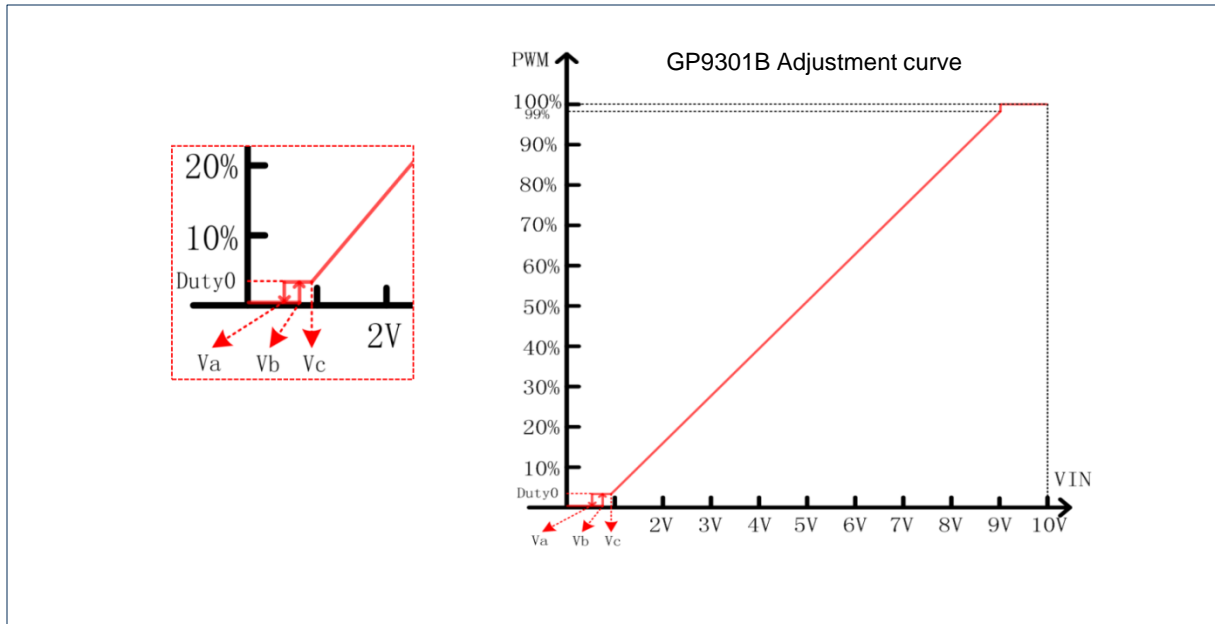 GP9301B Adjustment curve
PWM
100%
99%
90%
80%
70%
60%
50%
40%
30%
20%
10%
Duty0
VIN
2V 3V 4V 5V 6V 7V 8V 9V 10V
Va Vb Vc
20%
10%
Duty0
2V
Va Vb Vc